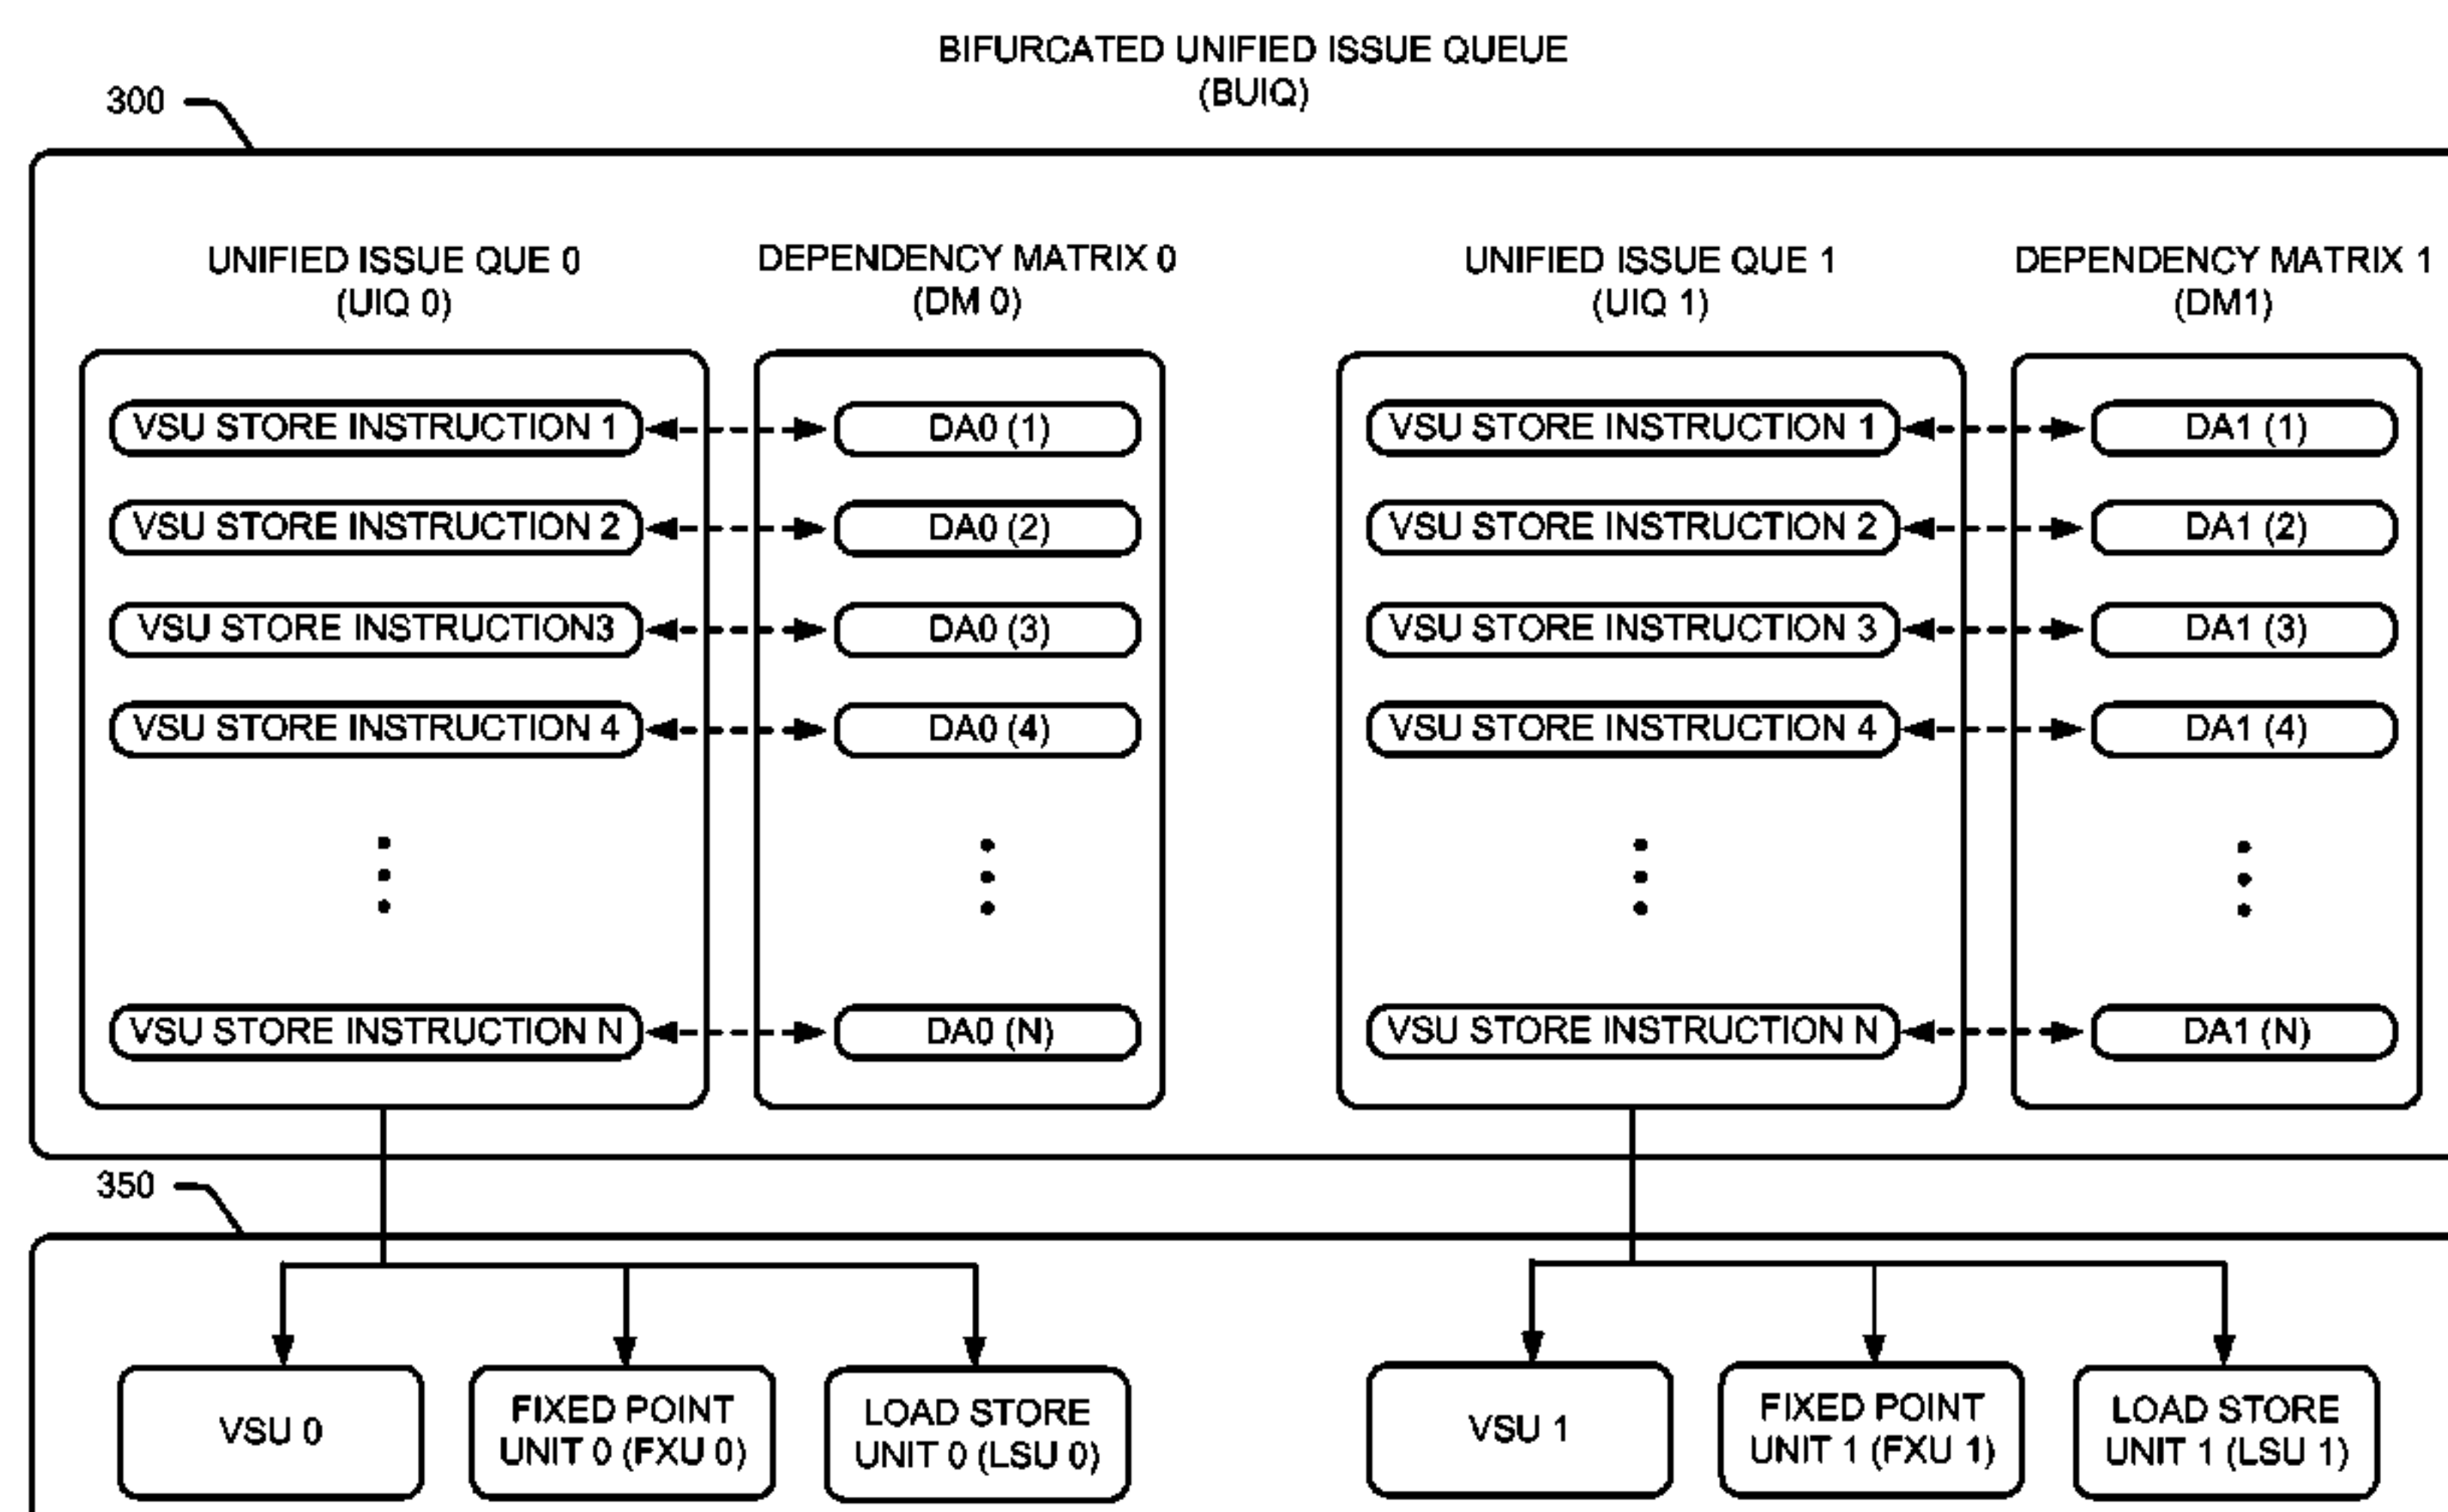 BIFURCATED UNIFIED ISSUE QUEUE
(BUIQ)
300
UNIFIED ISSUE QUE 0
(UIQ 0)
DEPENDENCY MATRIX 0
(DM 0)
UNIFIED ISSUE QUE 1
(UIQ 1)
DEPENDENCY MATRIX 1
(DM1)
VSU STORE INSTRUCTION 1
DA0 (1)
VSU STORE INSTRUCTION 1
DA1 (1)
VSU STORE INSTRUCTION 2
DA0 (2)
VSU STORE INSTRUCTION 2
DA1 (2)
VSU STORE INSTRUCTION3
DA0 (3)
VSU STORE INSTRUCTION 3
DA1 (3)
VSU STORE INSTRUCTION 4
DA0 (4)
VSU STORE INSTRUCTION 4
DA1 (4)
VSU STORE INSTRUCTION N
DA0 (N)
VSU STORE INSTRUCTION N
DA1 (N)
350
VSU 0
FIXED POINT
UNIT 0 (FXU 0)
LOAD STORE
UNIT 0 (LSU 0)
VSU 1
FIXED POINT
UNIT 1 (FXU 1)
LOAD STORE
UNIT 1 (LSU 1)